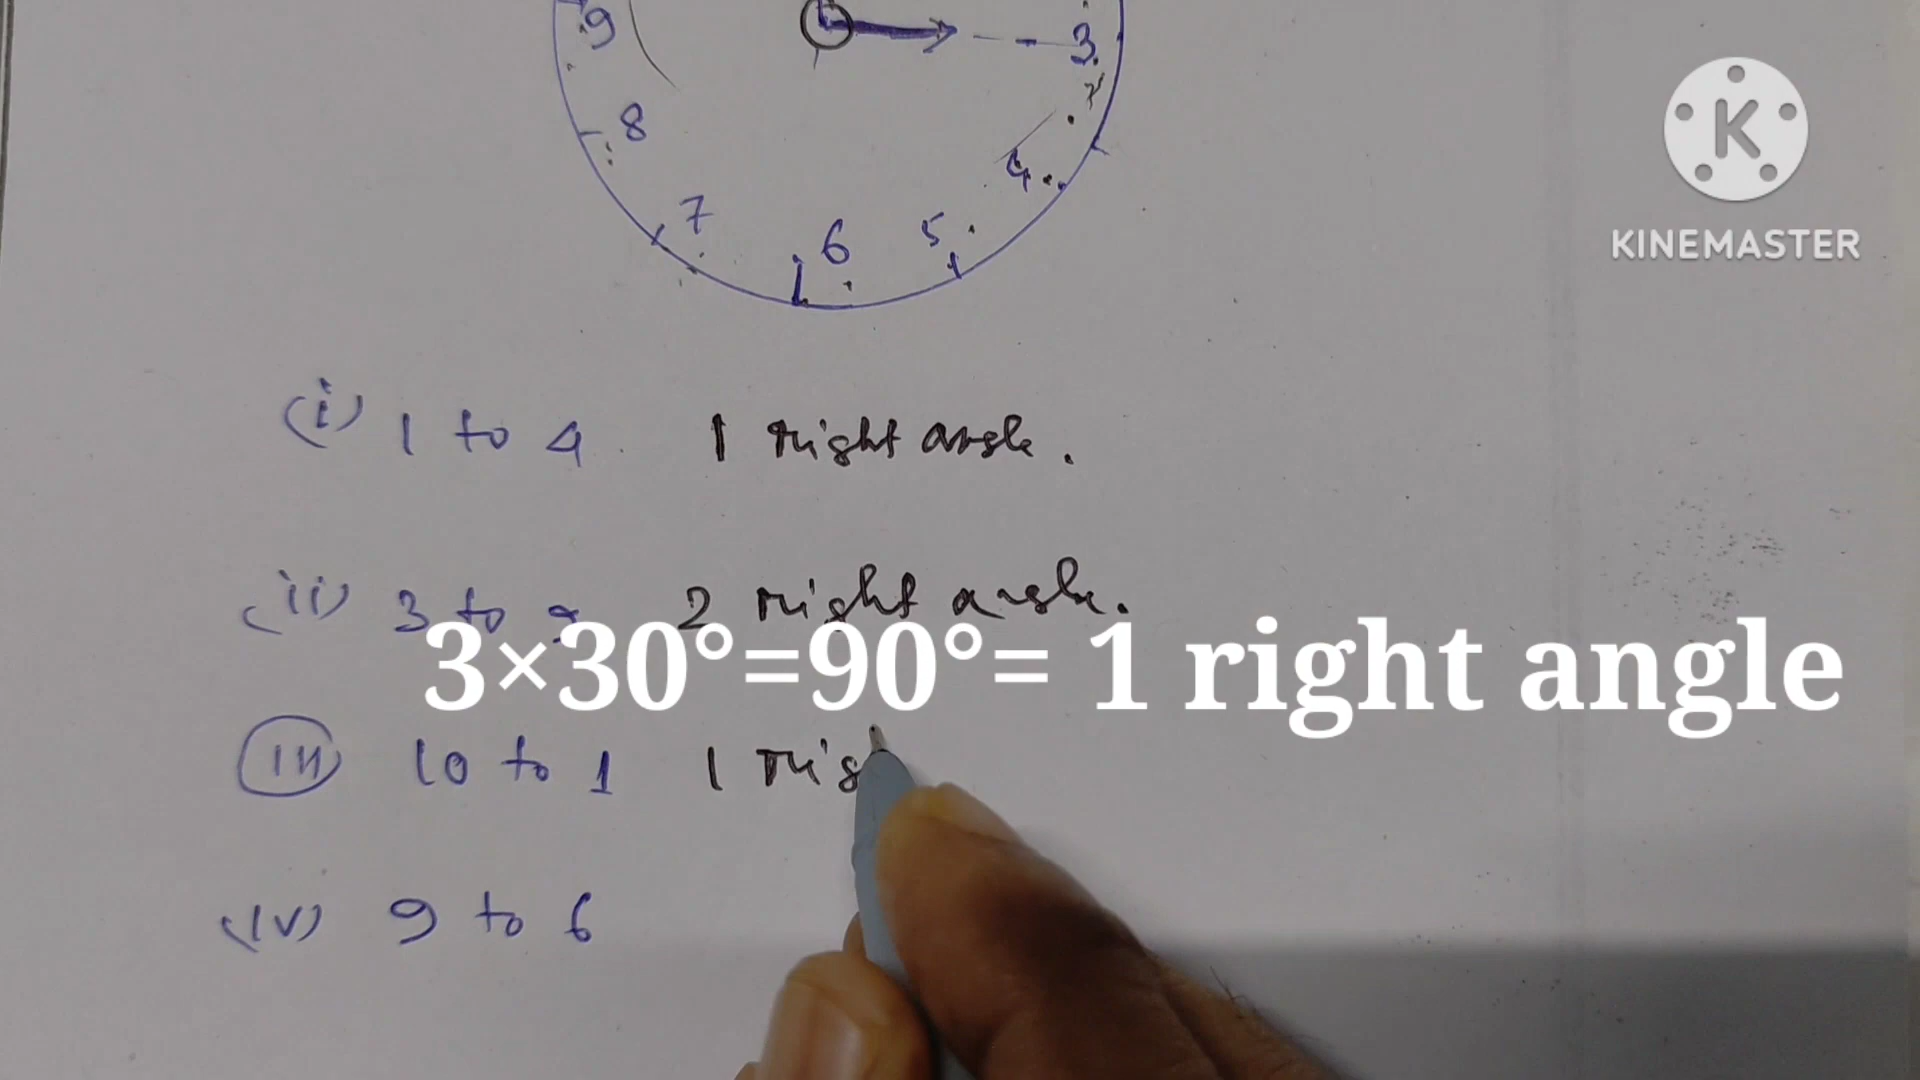 9
3
8
4
7
6
5
KINEMASTER
(i) 1 to 4 1 right angle.
(ii) 3 to 9 2 right angle.
3×30°=90°= 1 right angle
(iii) 10 to 1 1 rig
(iv) 9 to 6